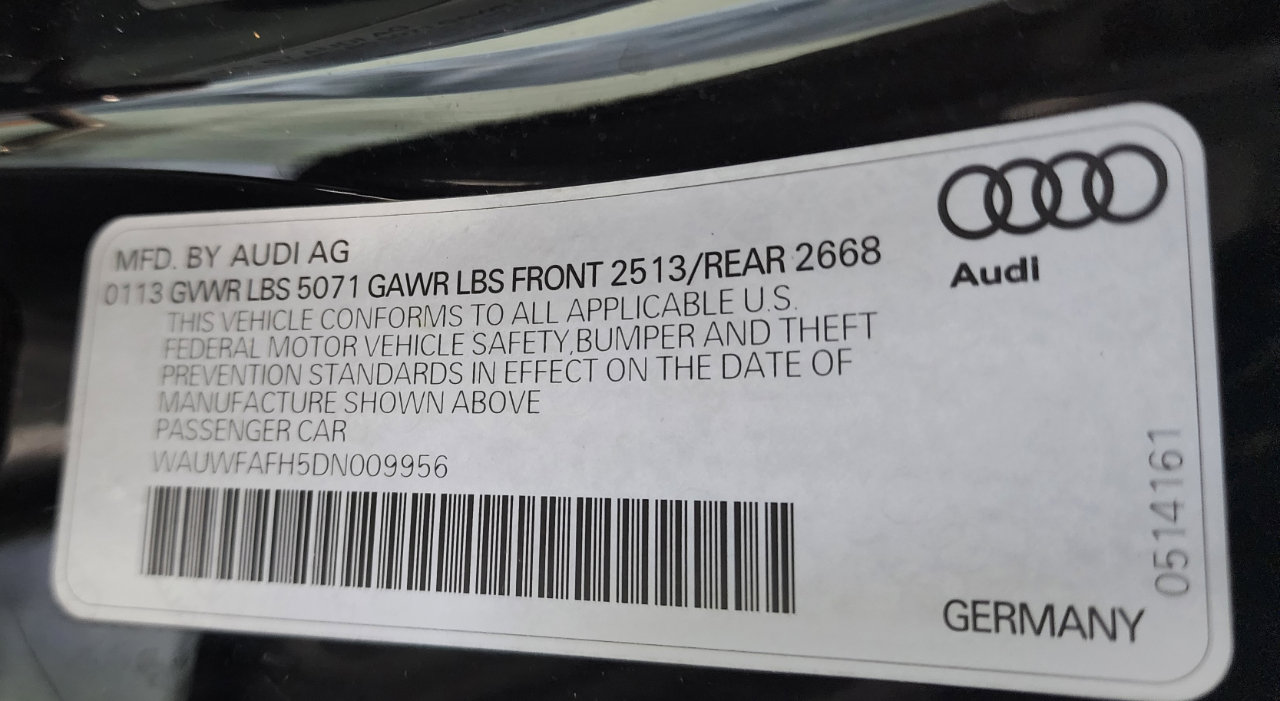 MFD. BY AUDI AG
0113 GVWR LBS 5071 GAWR LBS FRONT 2513/REAR 2668
THIS VEHICLE CONFORMS TO ALL APPLICABLE U.S.
FEDERAL MOTOR VEHICLE SAFETY,BUMPER AND THEFT
PREVENTION STANDARDS IN EFFECT ON THE DATE OF
MANUFACTURE SHOWN ABOVE
PASSENGER CAR
WAUWFAFH5DN009956
Audi
0514161
GERMANY